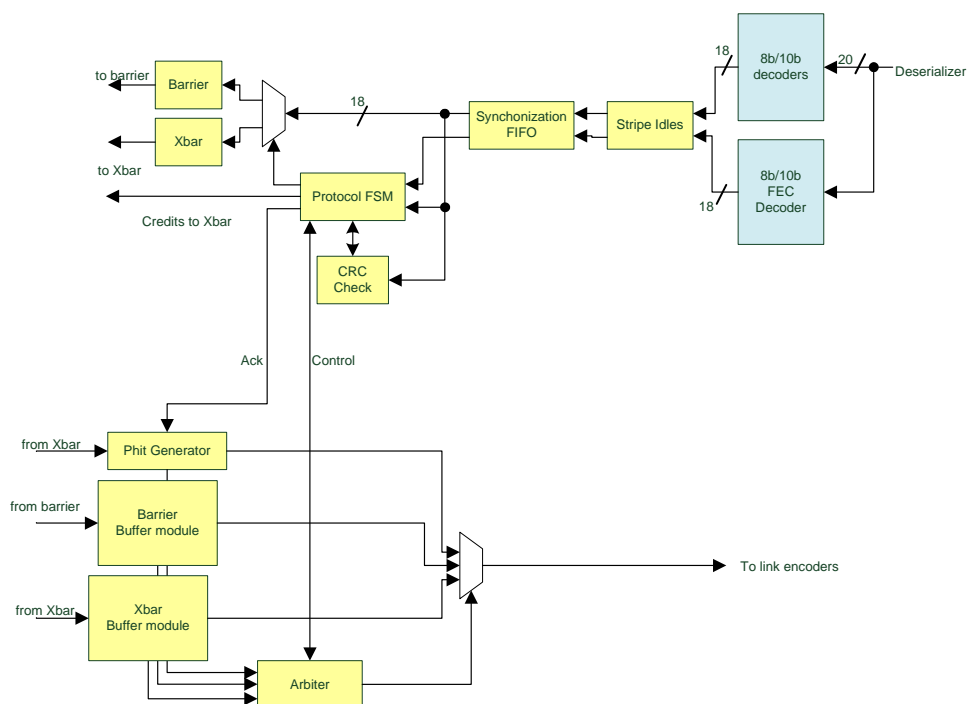 18
8b/10b
decoders
20
Deserializer
to barrier
Barrier
18
Synchronization
FIFO
Stripe Idles
Xbar
to Xbar
Protocol FSM
8b/10b
FEC
Decoder
18
Credits to Xbar
CRC
Check
Ack
Control
from Xbar
Phit Generator
from barrier
Barrier
Buffer module
To link encoders
from Xbar
Xbar
Buffer module
Arbiter